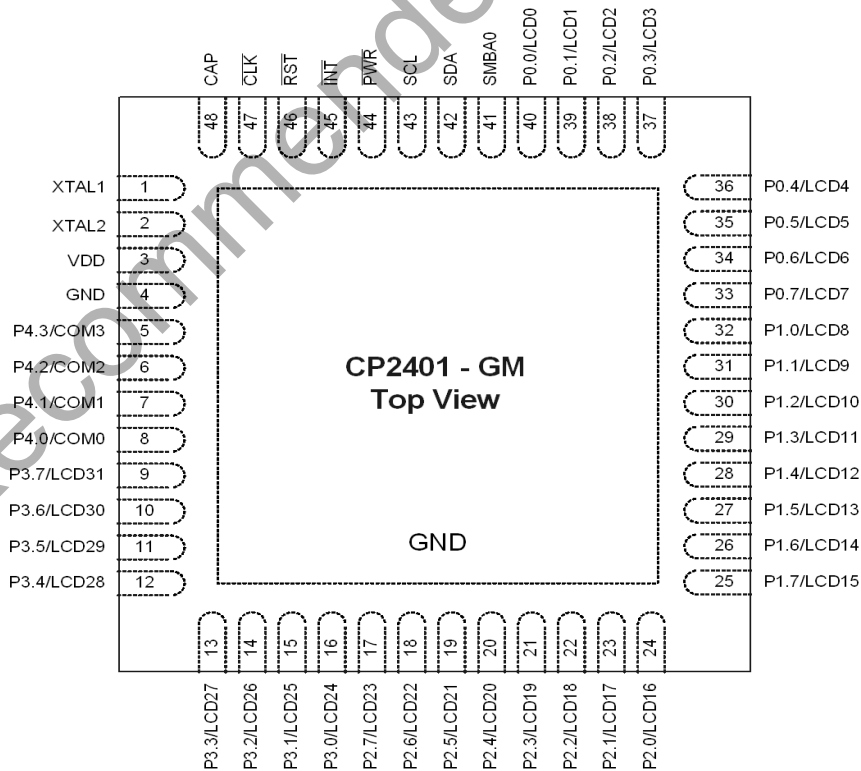 CAP
CLK
RST
INT
PWR
SCL
SDA
SMBA0
P0.0/LCD0
P0.1/LCD1
P0.2/LCD2
P0.3/LCD3
48 47 46 45 44 43 42 41 40 39 38 37
XTAL1 1
XTAL2 2
VDD 3
GND 4
P4.3/COM3 5
P4.2/COM2 6
P4.1/COM1 7
P4.0/COM0 8
P3.7/LCD31 9
P3.6/LCD30 10
P3.5/LCD29 11
P3.4/LCD28 12
CP2401 - GM
Top View
GND
36 P0.4/LCD4
35 P0.5/LCD5
34 P0.6/LCD6
33 P0.7/LCD7
32 P1.0/LCD8
31 P1.1/LCD9
30 P1.2/LCD10
29 P1.3/LCD11
28 P1.4/LCD12
27 P1.5/LCD13
26 P1.6/LCD14
25 P1.7/LCD15
13 14 15 16 17 18 19 20 21 22 23 24
P3.3/LCD27
P3.2/LCD26
P3.1/LCD25
P3.0/LCD24
P2.7/LCD23
P2.6/LCD22
P2.5/LCD21
P2.4/LCD20
P2.3/LCD19
P2.2/LCD18
P2.1/LCD17
P2.0/LCD16
ecommende